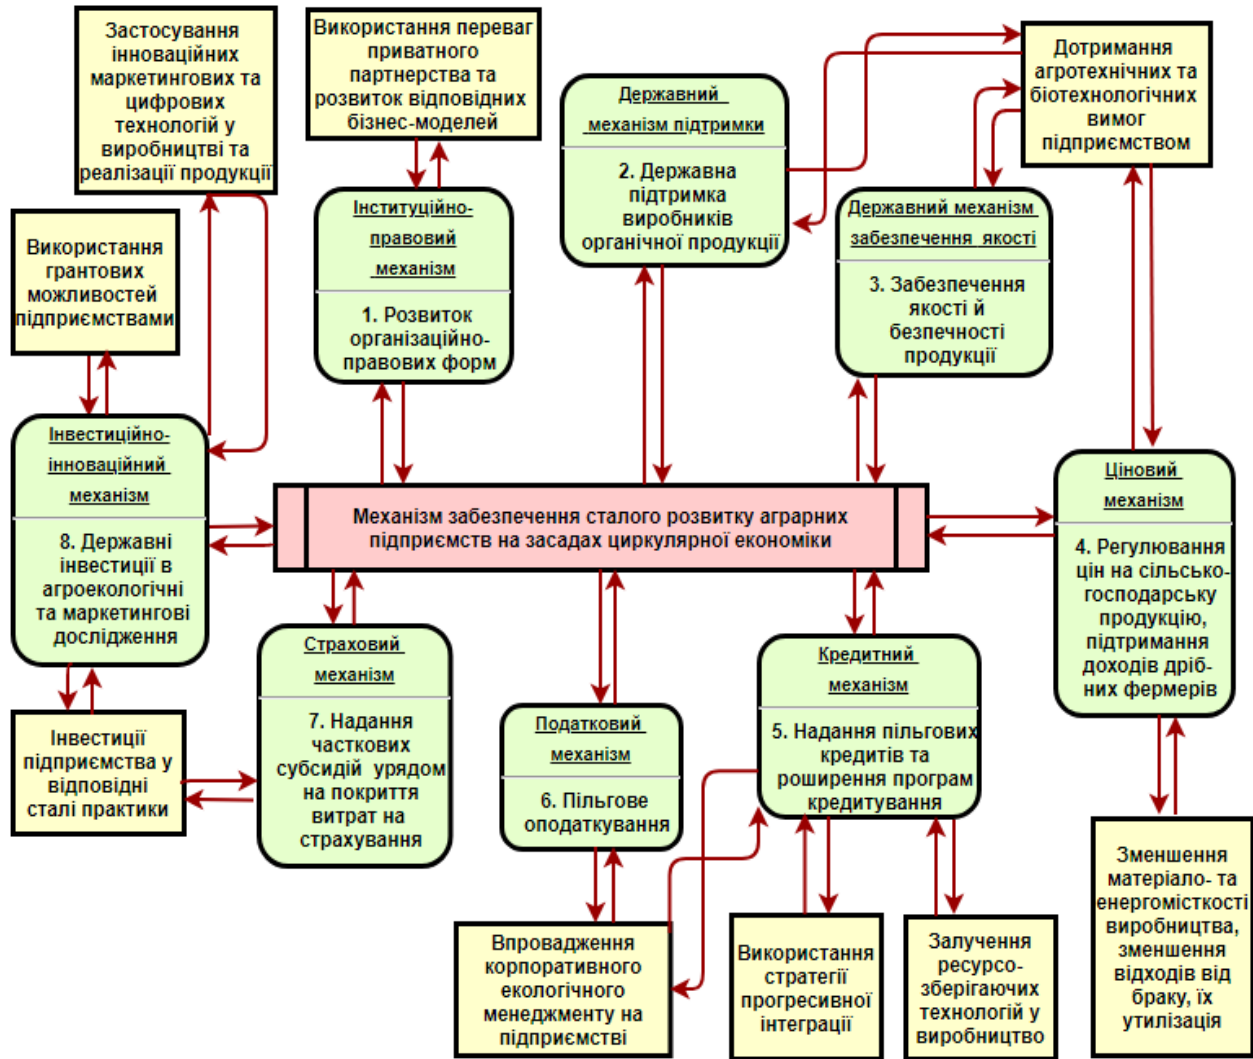 Застосування
інноваційних
маркетингових та
цифрових
технологій у
виробництві та
реалізації продукції
Використання переваг
приватного
партнерства та
розвиток відповідних
бізнес-моделей
Державний
механізм підтримки
2. Державна
підтримка
виробників
органічної продукції
Дотримання
агротехнічних та
біотехнологічних
вимог
підприємством
Використання
грантових
можливостей
підприємствами
Інституційно-
правовий
механізм
1. Розвиток
організаційно-
правових форм
Державний механізм
забезпечення якості
3. Забезпечення
якості й
безпечності
продукції
Інвестиційно-
інноваційний
механізм
8. Державні
інвестиції в
агроекологічні
та маркетингові
дослідження
Механізм забезпечення сталого розвитку аграрних
підприємств на засадах циркулярної економіки
Ціновий
механізм
4. Регулювання
цін на сільсько-
господарську
продукцію,
підтримання
доходів дріб-
них фермерів
Інвестиції
підприємства у
відповідні
сталі практики
Страховий
механізм
7. Надання
часткових
субсидій урядом
на покриття
витрат на
страхування
Податковий
механізм
6. Пільгове
оподаткування
Кредитний
механізм
5. Надання пільгових
кредитів та
роширення програм
кредитування
Впровадження
корпоративного
екологічного
менеджменту на
підприємстві
Використання
стратегії
прогресивної
інтеграції
Залучення
ресурсо-
зберігаючих
технологій у
виробництво
Зменшення
матеріало- та
енергомісткості
виробництва,
зменшення
відходів від
браку, їх
утилізація